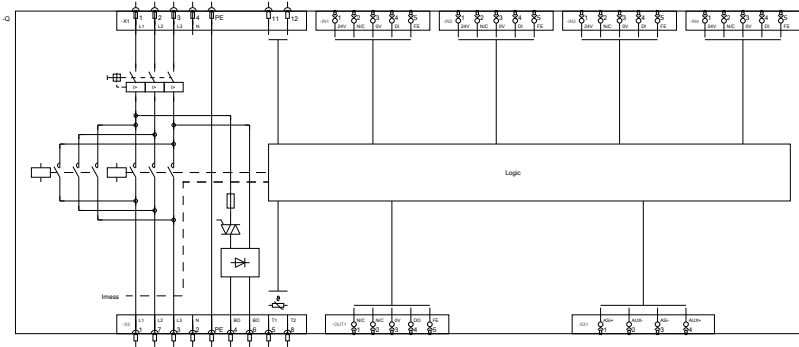 -Q
-X1 1 2 3 4 PE 11 12
L1 L2 L3 N
-IN1 1 2 3 4 5
24V N/C 0V DI FE
-IN2 1 2 3 4 5
24V N/C 0V DI FE
-IN3 1 2 3 4 5
24V N/C 0V DI FE
-IN4 1 2 3 4 5
24V N/C 0V DI FE
I> I> I>
Logic
Imess
ϑ
-X2 L1 L2 L3 N BO BO T1 T2
1 7 3 2 PE 4 6 5 8
-OUT1 N/C N/C 0V DO FE
1 2 3 4 5
-XS1 ASi+ AUX- ASi- AUX+
1 2 3 4